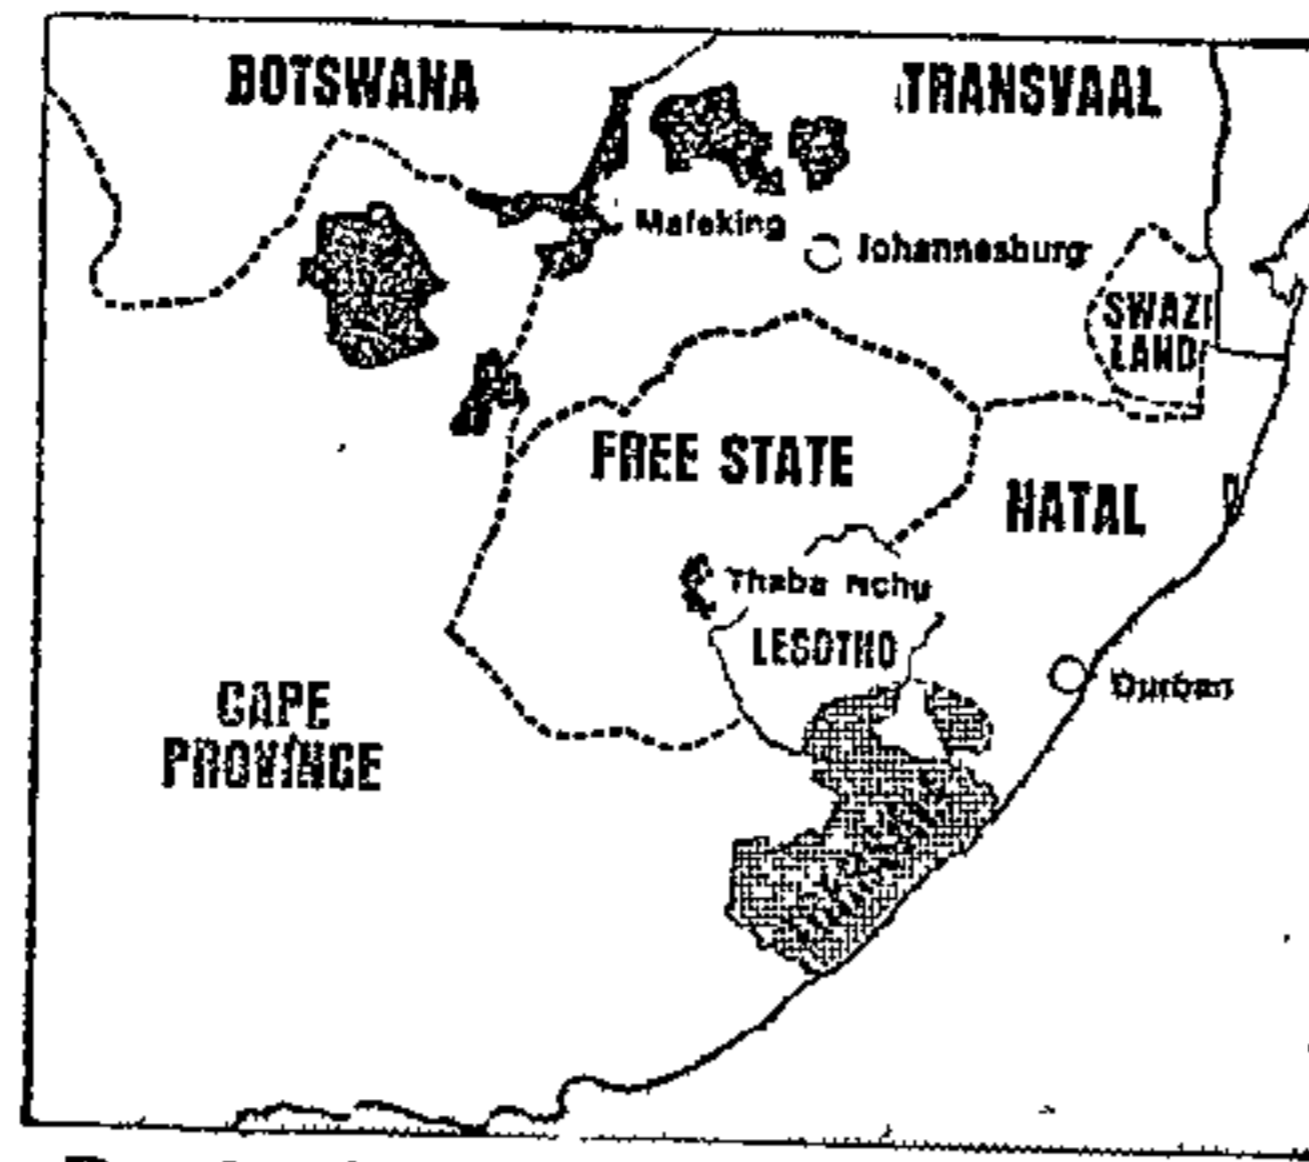 BOTSWANA
TRANSVAAL
Mafeking
Johannesburg
SWAZI
LAND
FREE STATE
NATAL
Thaba Nchu
LESOTHO
Durban
CAPE
PROVINCE